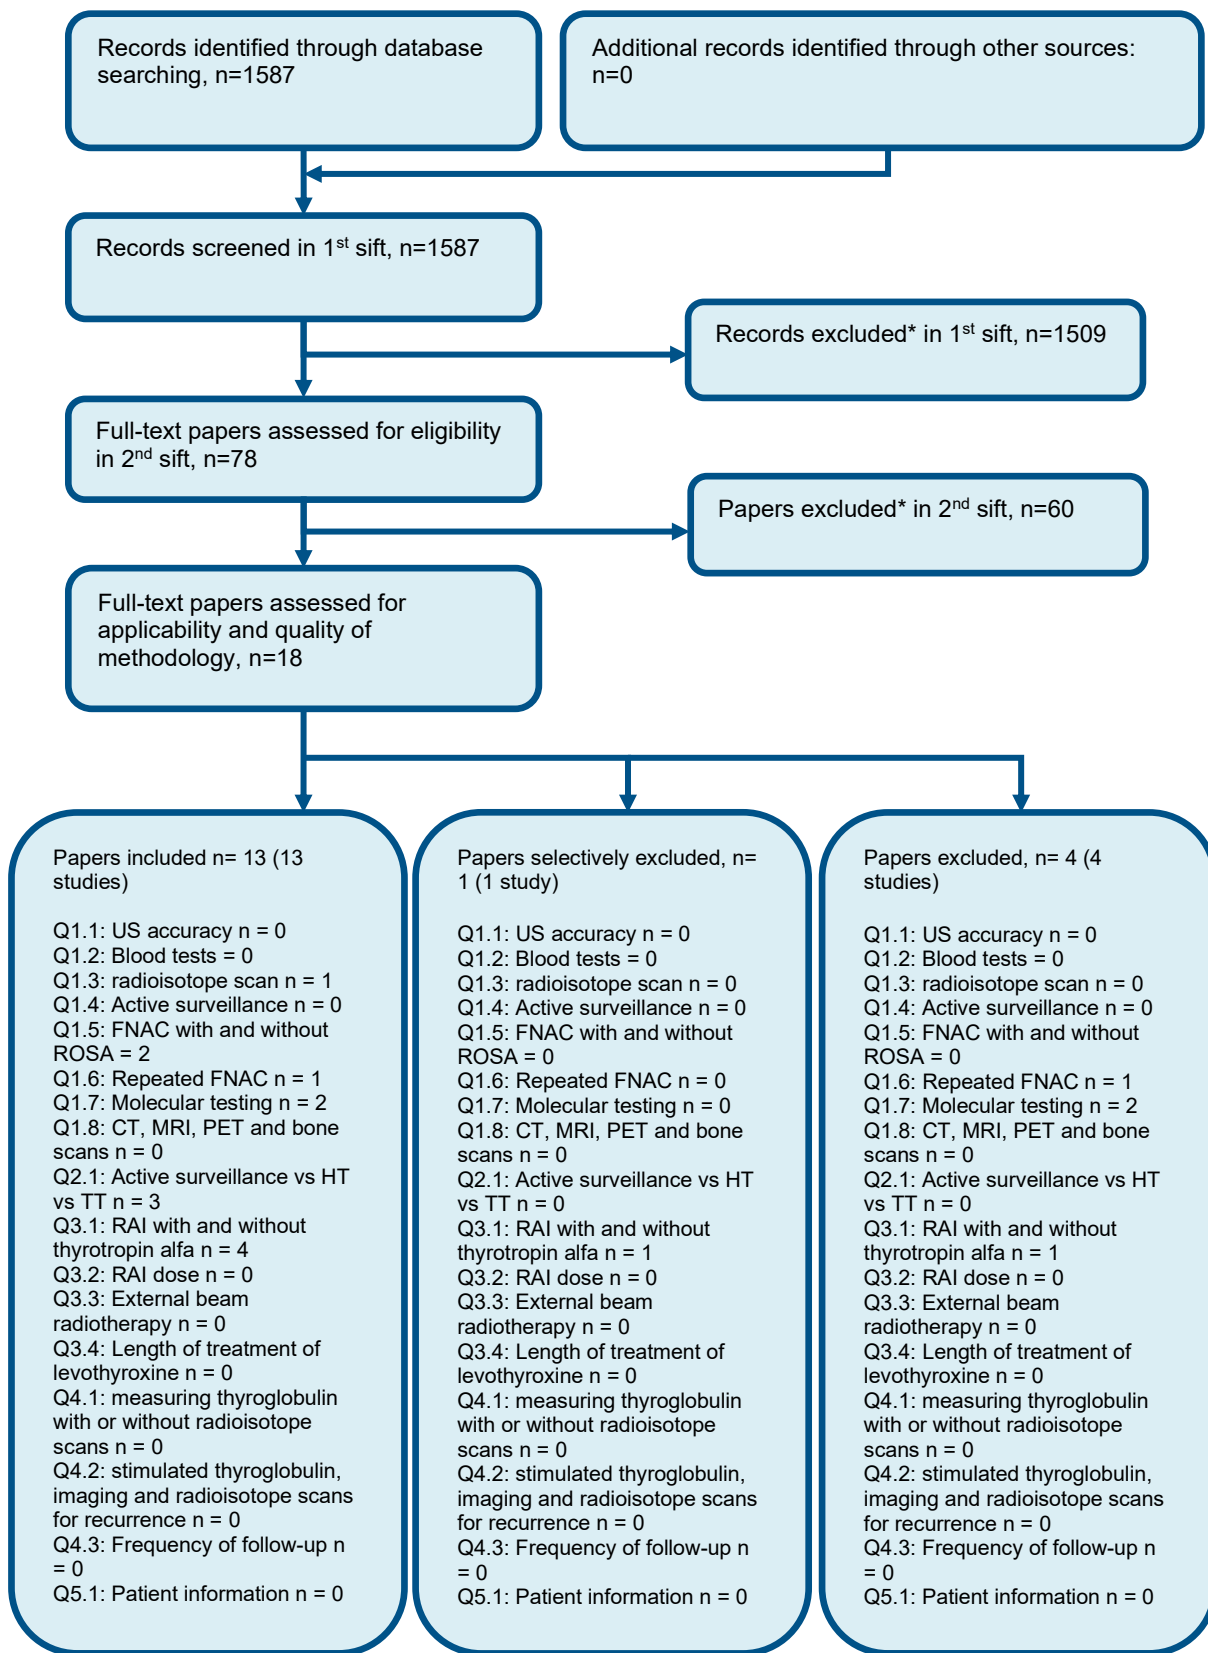 Records identified through database
searching, n=1587
Additional records identified through other sources:
n=0
Records screened in 1st sift, n=1587
Records excluded* in 1st sift, n=1509
Full-text papers assessed for eligibility
in 2nd sift, n=78
Papers excluded* in 2nd sift, n=60
Full-text papers assessed for
applicability and quality of
methodology, n=18
Papers included n= 13 (13
studies)
Q1.1: US accuracy n = 0
Q1.2: Blood tests = 0
Q1.3: radioisotope scan n = 1
Q1.4: Active surveillance n = 0
Q1.5: FNAC with and without
ROSA = 2
Q1.6: Repeated FNAC n = 1
Q1.7: Molecular testing n = 2
Q1.8: CT, MRI, PET and bone
scans n = 0
Q2.1: Active surveillance vs HT
vs TT n = 3
Q3.1: RAI with and without
thyrotropin alfa n = 4
Q3.2: RAI dose n = 0
Q3.3: External beam
radiotherapy n = 0
Q3.4: Length of treatment of
levothyroxine n = 0
Q4.1: measuring thyroglobulin
with or without radioisotope
scans n = 0
Q4.2: stimulated thyroglobulin,
imaging and radioisotope scans
for recurrence n = 0
Q4.3: Frequency of follow-up n
= 0
Q5.1: Patient information n = 0
Papers selectively excluded, n=
1 (1 study)
Q1.1: US accuracy n = 0
Q1.2: Blood tests = 0
Q1.3: radioisotope scan n = 0
Q1.4: Active surveillance n = 0
Q1.5: FNAC with and without
ROSA = 0
Q1.6: Repeated FNAC n = 0
Q1.7: Molecular testing n = 0
Q1.8: CT, MRI, PET and bone
scans n = 0
Q2.1: Active surveillance vs HT
vs TT n = 0
Q3.1: RAI with and without
thyrotropin alfa n = 1
Q3.2: RAI dose n = 0
Q3.3: External beam
radiotherapy n = 0
Q3.4: Length of treatment of
levothyroxine n = 0
Q4.1: measuring thyroglobulin
with or without radioisotope
scans n = 0
Q4.2: stimulated thyroglobulin,
imaging and radioisotope scans
for recurrence n = 0
Q4.3: Frequency of follow-up n
= 0
Q5.1: Patient information n = 0
Papers excluded, n= 4 (4
studies)
Q1.1: US accuracy n = 0
Q1.2: Blood tests = 0
Q1.3: radioisotope scan n = 0
Q1.4: Active surveillance n = 0
Q1.5: FNAC with and without
ROSA = 0
Q1.6: Repeated FNAC n = 1
Q1.7: Molecular testing n = 2
Q1.8: CT, MRI, PET and bone
scans n = 0
Q2.1: Active surveillance vs HT
vs TT n = 0
Q3.1: RAI with and without
thyrotropin alfa n = 1
Q3.2: RAI dose n = 0
Q3.3: External beam
radiotherapy n = 0
Q3.4: Length of treatment of
levothyroxine n = 0
Q4.1: measuring thyroglobulin
with or without radioisotope
scans n = 0
Q4.2: stimulated thyroglobulin,
imaging and radioisotope scans
for recurrence n = 0
Q4.3: Frequency of follow-up n
= 0
Q5.1: Patient information n = 0